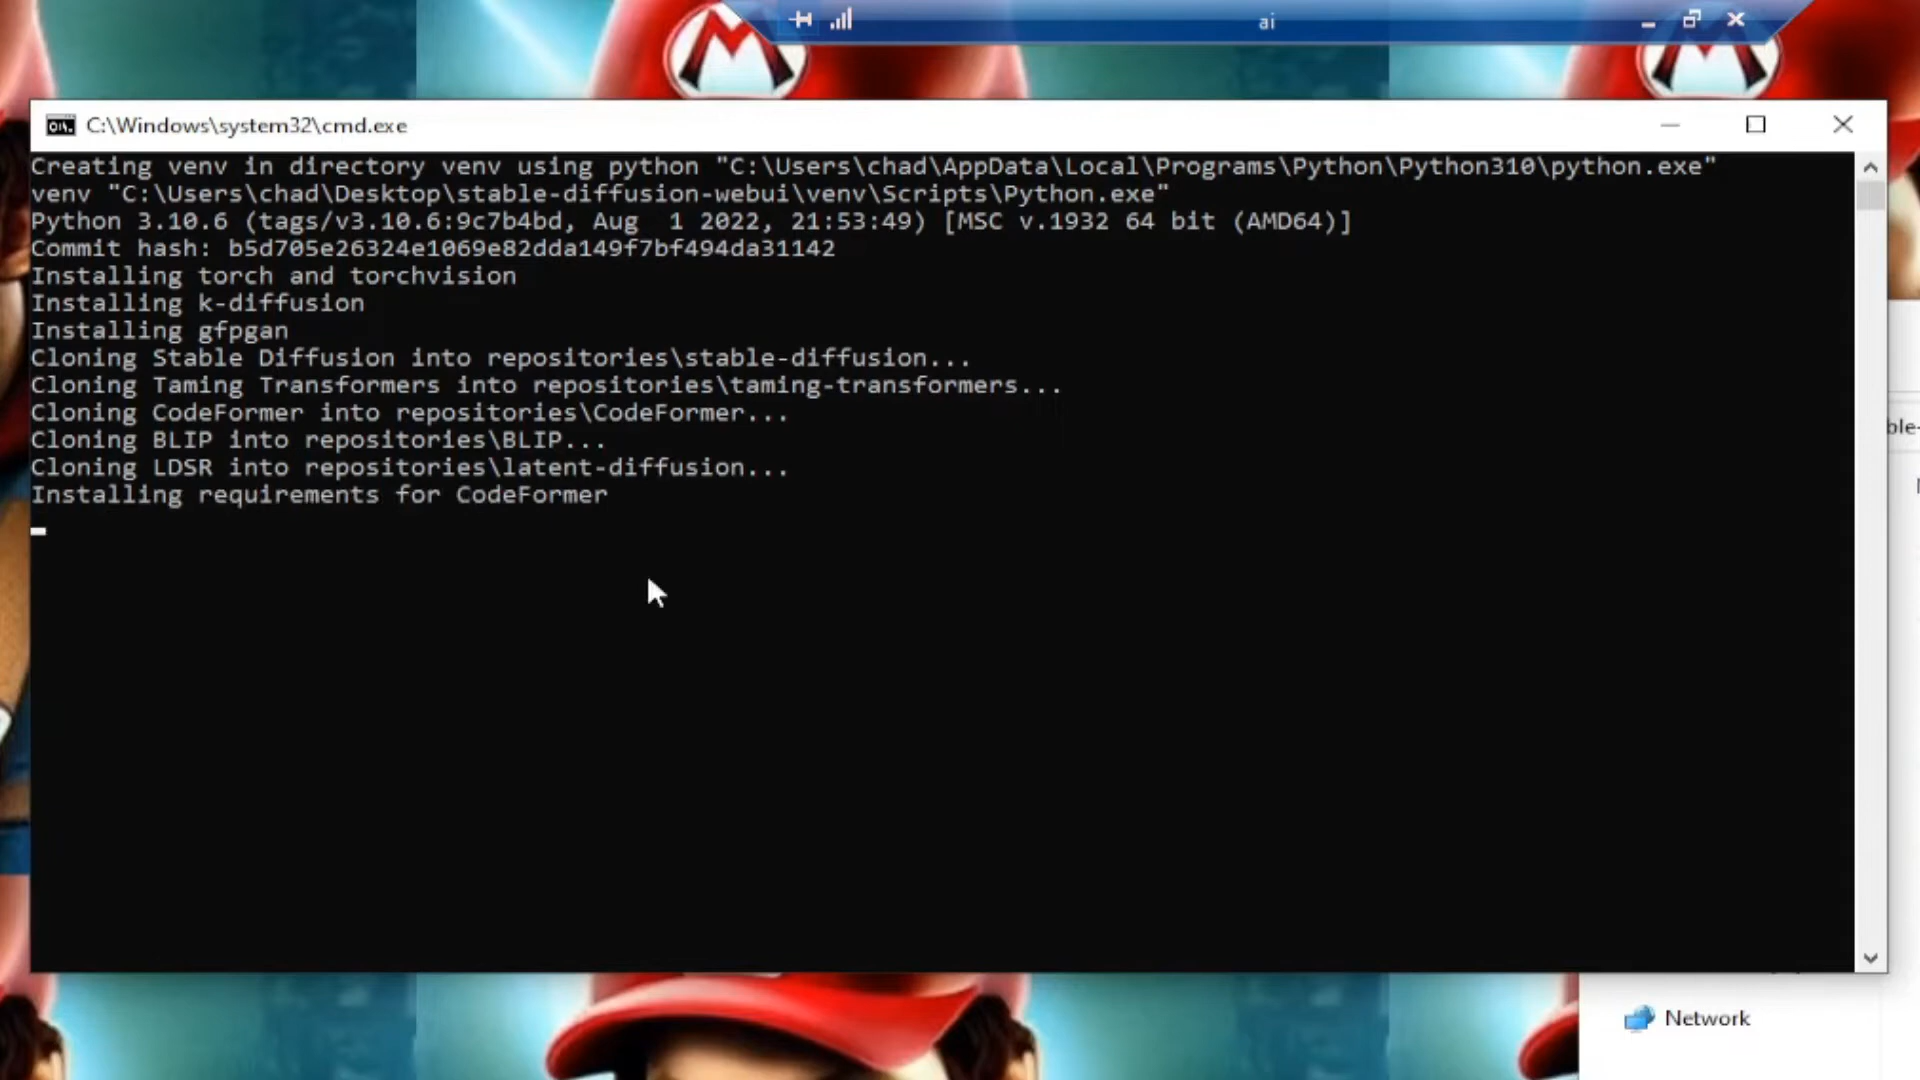 ai
C:\Windows\system32\cmd.exe
Creating venv in directory venv using python "C:\Users\chad\AppData\Local\Programs\Python\Python310\python.exe"
venv "C:\Users\chad\Desktop\stable-diffusion-webui\venv\Scripts\Python.exe"
Python 3.10.6 (tags/v3.10.6:9c7b4bd, Aug  1 2022, 21:53:49) [MSC v.1932 64 bit (AMD64)]
Commit hash: b5d705e26324e1069e82dda149f7bf494da31142
Installing torch and torchvision
Installing k-diffusion
Installing gfpgan
Cloning Stable Diffusion into repositories\stable-diffusion...
Cloning Taming Transformers into repositories\taming-transformers...
Cloning CodeFormer into repositories\CodeFormer...
Cloning BLIP into repositories\BLIP...
Cloning LDSR into repositories\latent-diffusion...
Installing requirements for CodeFormer
ble-
Network